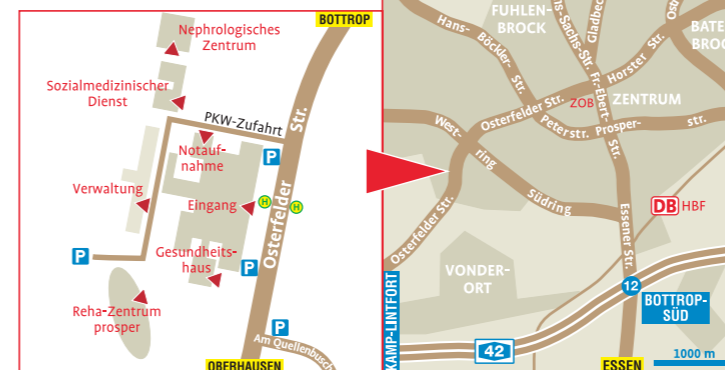 BOTTROP
Nephrologisches
Zentrum
Sozialmedizinischer
Dienst
PKW-Zufahrt
Notauf-
nahme
P
Verwaltung
Eingang
H
H
Osterfelder Str.
Gesundheits-
haus
P
P
Reha-Zentrum
prosper
P
Am Quellenbusch
OBERHAUSEN
FUHLEN-
BROCK
Hans-
Böckler-
Str.
Sachs-Str.
Fr.-Ebert-
Str.
Horster Str.
Osterfelder Str.
ZOB
ZENTRUM
Peterstr.
Prosper-
str.
West-
ring
Südring
DB HBF
Osterfelder Str.
Essener Str.
VONDER-
ORT
12
BOTTROP-
SÜD
KAMP-LINTFORT
42
1000 m
ESSEN